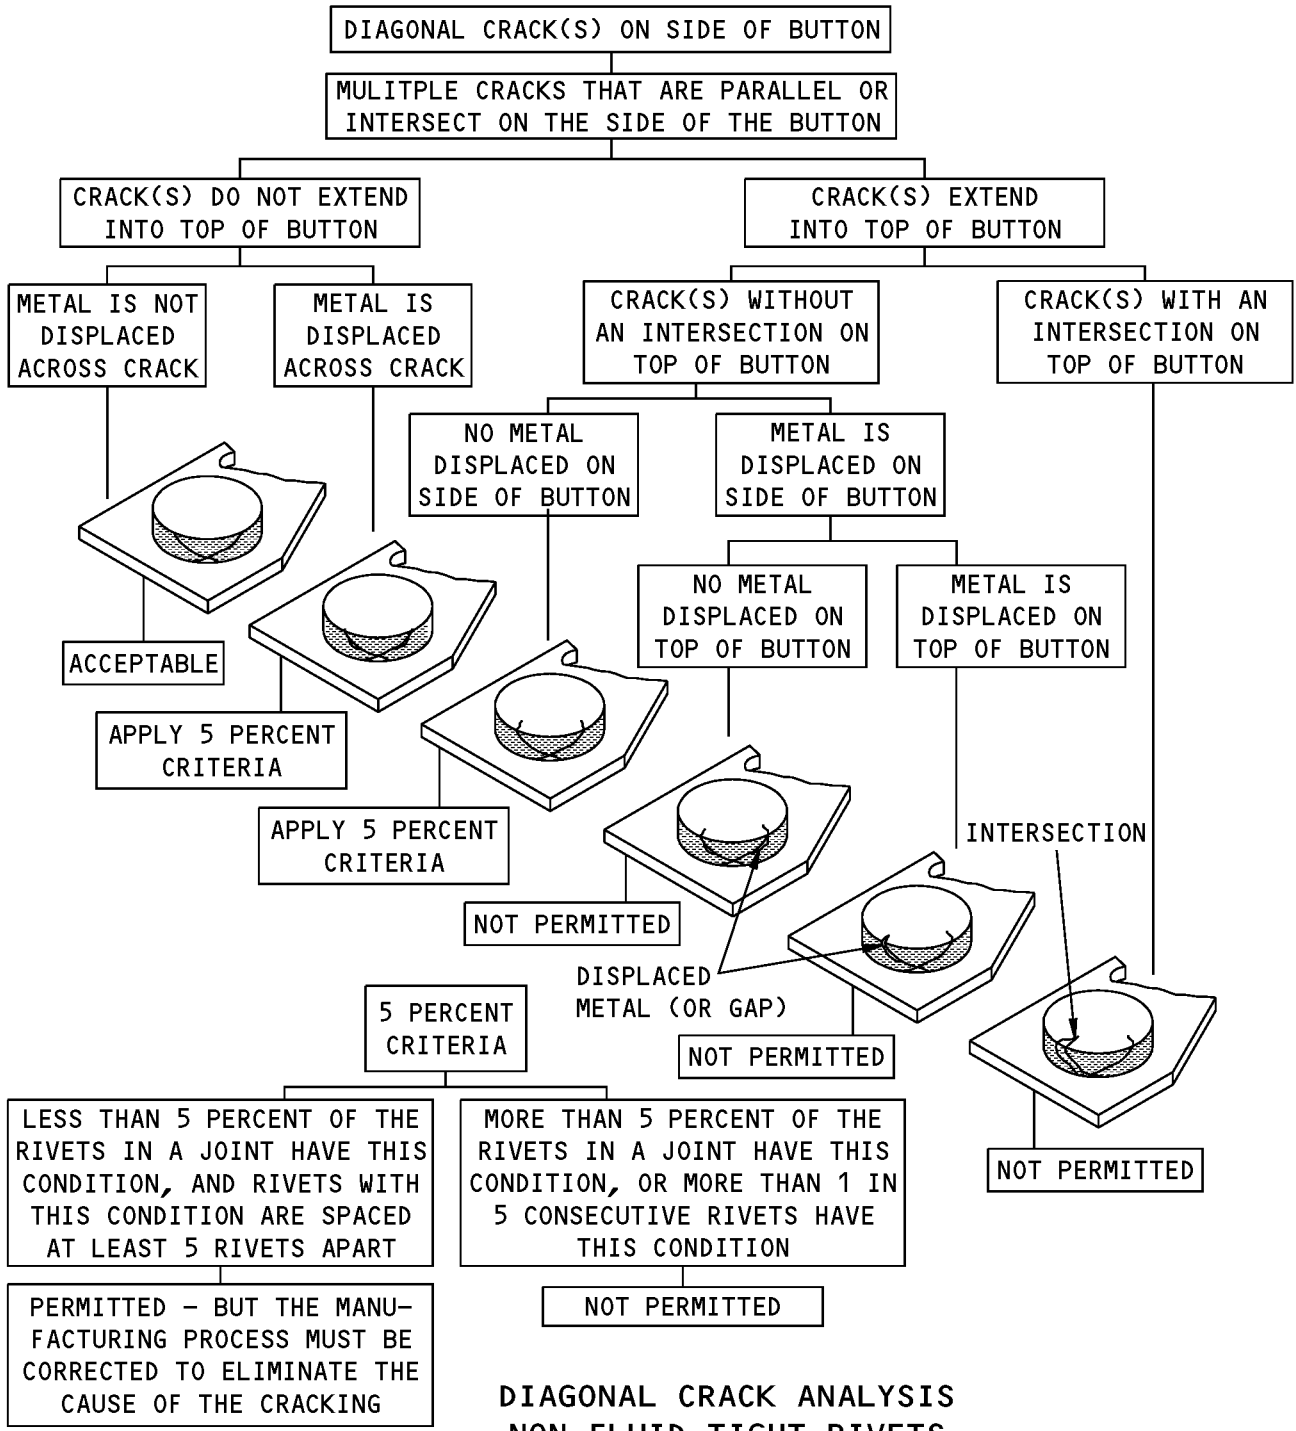 DIAGONAL CRACK(S) ON SIDE OF BUTTON
MULITPLE CRACKS THAT ARE PARALLEL OR
INTERSECT ON THE SIDE OF THE BUTTON
CRACK(S) DO NOT EXTEND
INTO TOP OF BUTTON
CRACK(S) EXTEND
INTO TOP OF BUTTON
METAL IS NOT
DISPLACED
ACROSS CRACK
METAL IS
DISPLACED
ACROSS CRACK
CRACK(S) WITHOUT
AN INTERSECTION ON
TOP OF BUTTON
CRACK(S) WITH AN
INTERSECTION ON
TOP OF BUTTON
NO METAL
DISPLACED ON
SIDE OF BUTTON
METAL IS
DISPLACED ON
SIDE OF BUTTON
NO METAL
DISPLACED ON
TOP OF BUTTON
METAL IS
DISPLACED ON
TOP OF BUTTON
ACCEPTABLE
APPLY 5 PERCENT
CRITERIA
APPLY 5 PERCENT
CRITERIA
INTERSECTION
NOT PERMITTED
DISPLACED
METAL (OR GAP)
NOT PERMITTED
NOT PERMITTED
5 PERCENT
CRITERIA
LESS THAN 5 PERCENT OF THE
RIVETS IN A JOINT HAVE THIS
CONDITION, AND RIVETS WITH
THIS CONDITION ARE SPACED
AT LEAST 5 RIVETS APART
MORE THAN 5 PERCENT OF THE
RIVETS IN A JOINT HAVE THIS
CONDITION, OR MORE THAN 1 IN
5 CONSECUTIVE RIVETS HAVE
THIS CONDITION
PERMITTED – BUT THE MANU–
FACTURING PROCESS MUST BE
CORRECTED TO ELIMINATE THE
CAUSE OF THE CRACKING
NOT PERMITTED
DIAGONAL CRACK ANALYSIS
NON FLUID TIGHT RIVETS